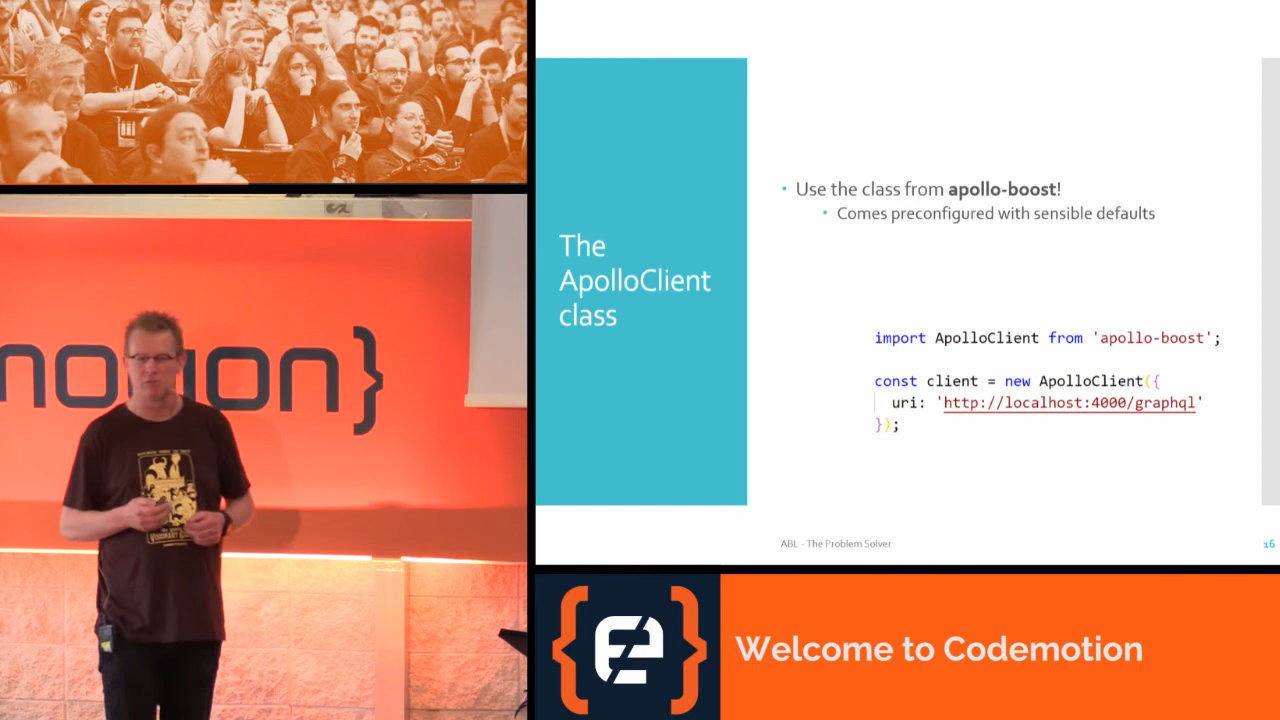 motion}
The
ApolloClient
class
• Use the class from apollo-boost!
• Comes preconfigured with sensible defaults
import ApolloClient from 'apollo-boost';
const client = new ApolloClient({
uri: 'http://localhost:4000/graphql'
});
ABL - The Problem Solver
16
Welcome to Codemotion